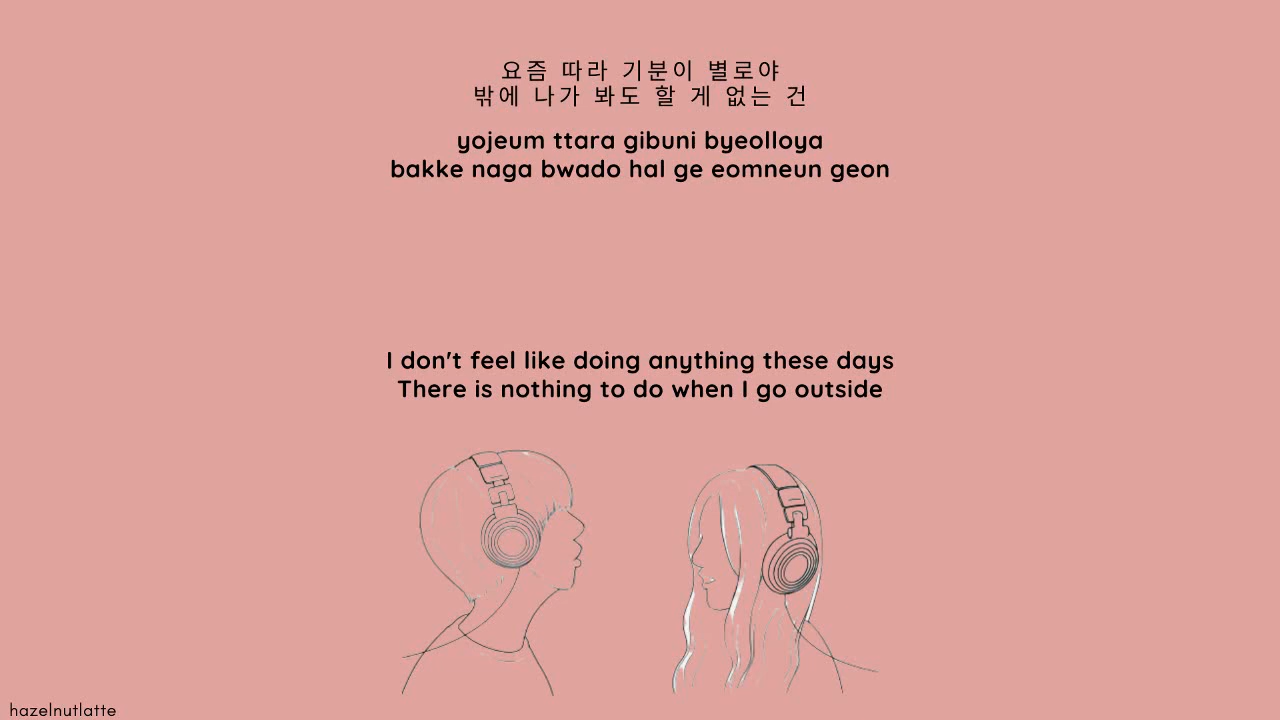 요즘 따라 기분이 별로야
밖에 나가 봐도 할 게 없는 건
yojeum ttara gibuni byeolloya
bakke naga bwado hal ge eomneun geon
I don't feel like doing anything these days
There is nothing to do when I go outside
hazelnutlatte